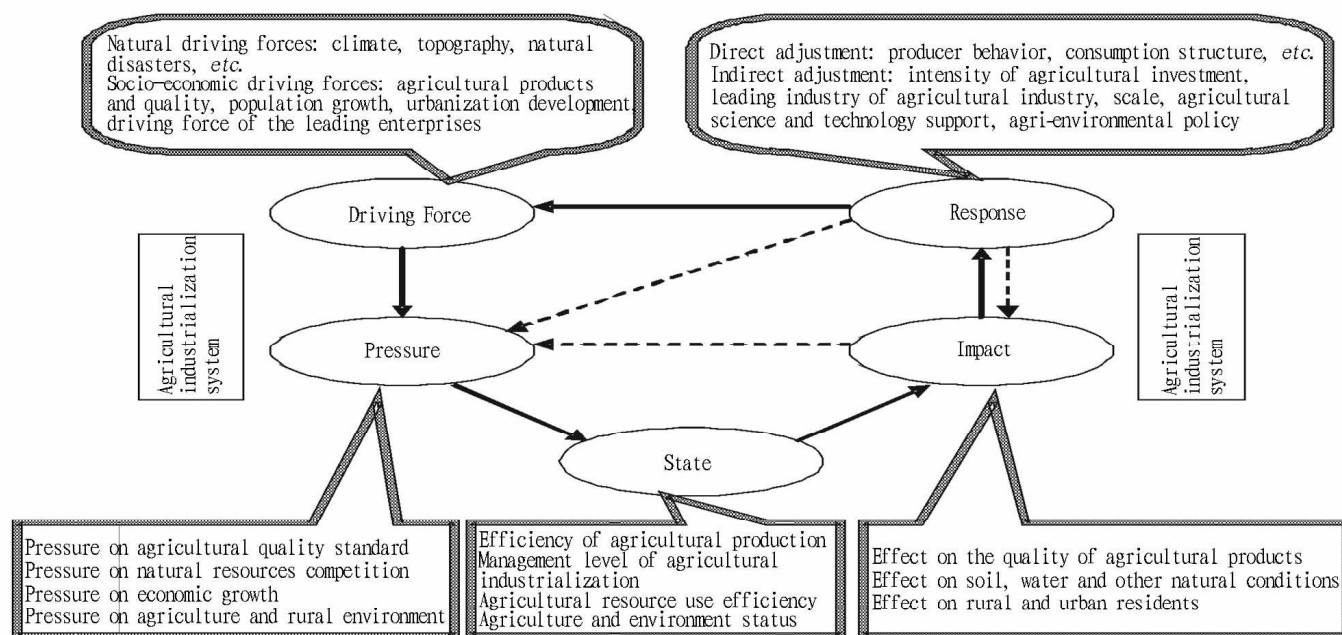 Natural driving forces: climate, topography, natural
disasters, etc.
Socio-economic driving forces: agricultural products
and quality, population growth, urbanization development,
driving force of the leading enterprises
Direct adjustment: producer behavior, consumption structure, etc.
Indirect adjustment: intensity of agricultural investment,
leading industry of agricultural industry, scale, agricultural
science and technology support, agri-environmental policy
Driving Force
Response
Agricultural
industrialization
system
Agricultural
industrialization
system
Pressure
Impact
State
Pressure on agricultural quality standard
Pressure on natural resources competition
Pressure on economic growth
Pressure on agriculture and rural environment
Efficiency of agricultural production
Management level of agricultural
industrialization
Agricultural resource use efficiency
Agriculture and environment status
Effect on the quality of agricultural products
Effect on soil, water and other natural conditions
Effect on rural and urban residents